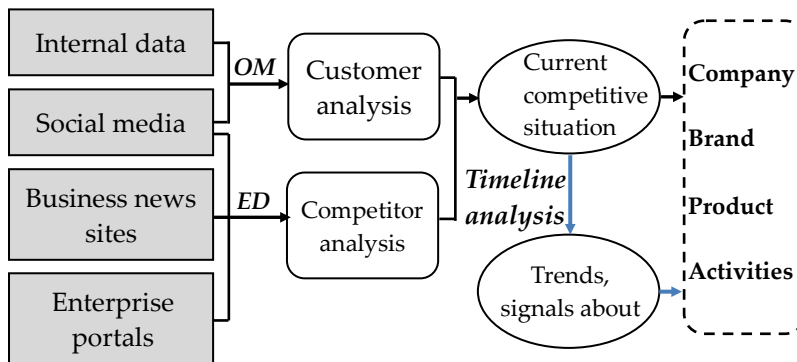 Internal data
Social media
Business news
sites
Enterprise
portals
OM
ED
Customer
analysis
Competitor
analysis
Current
competitive
situation
Timeline
analysis
Trends,
signals about
Company
Brand
Product
Activities